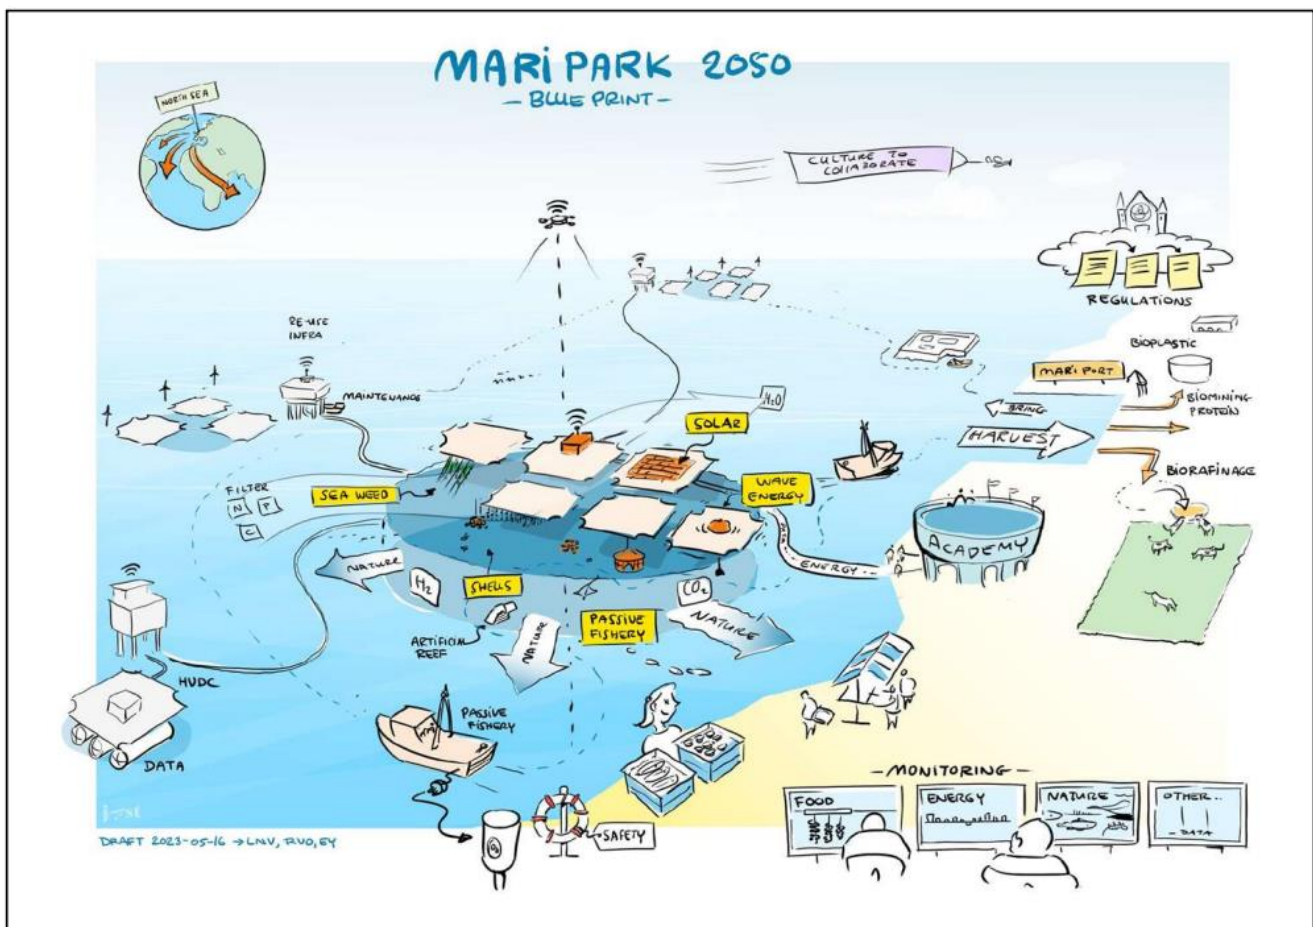 MARI PARK 2050
- BLUE PRINT -
NORTH SEA
CULTURE TO
COLLABORATE
REGULATIONS
RE-USE
INFRA
MAINTENANCE
BIOPLASTIC
MARI PORT
BIOMINING
PROTEIN
BRING
HARVEST
BIORAFINAGE
H2O
SOLAR
SEA WEED
WAVE
ENERGY
FILTER
N P
C
ACADEMY
DATA
ENERGY
NATURE
H2
SHELLS
CO2
NATURE
PASSIVE
FISHERY
ARTIFICIAL
REEF
NATURE
HVDC
DATA
PASSIVE
FISHERY
SAFETY
- MONITORING -
FOOD
ENERGY
NATURE
OTHER..
- DATA
DRAFT 2023-05-16 → LNV, RVO, EY